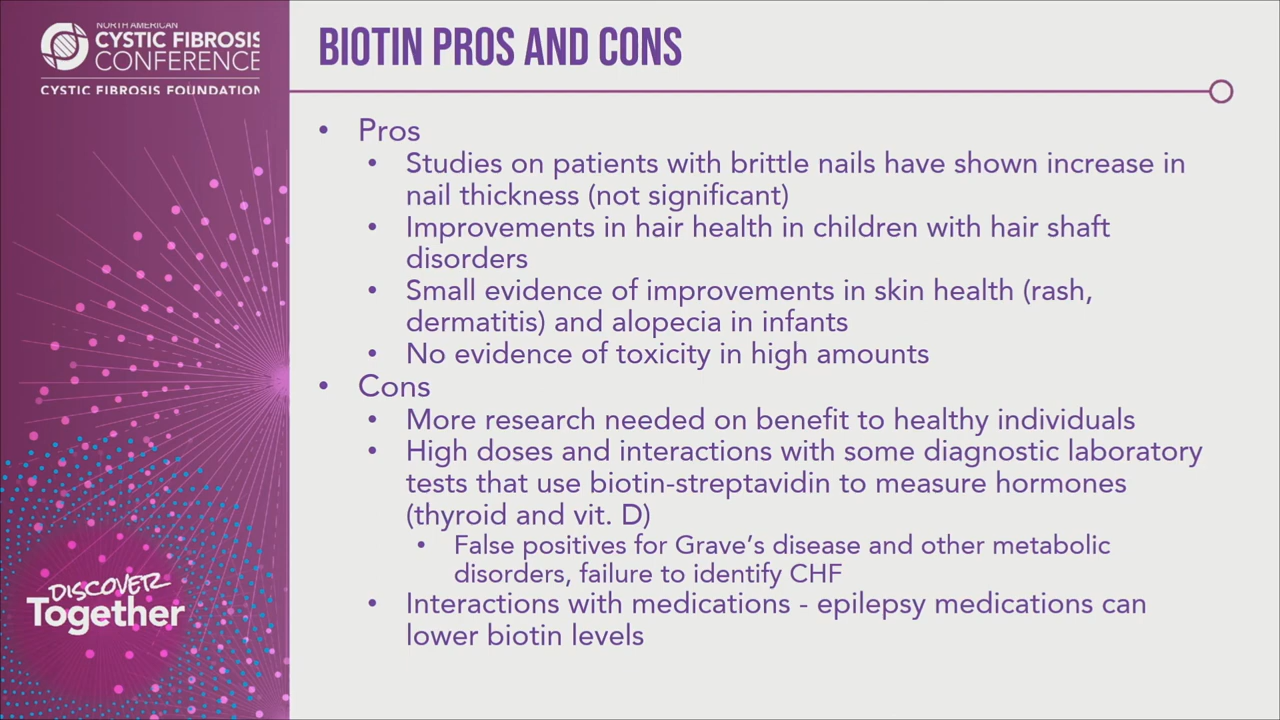 NORTH AMERICAN
CYSTIC FIBROSIS
CONFERENCE
CYSTIC FIBROSIS FOUNDATION
BIOTIN PROS AND CONS
• Pros
• Studies on patients with brittle nails have shown increase in
nail thickness (not significant)
• Improvements in hair health in children with hair shaft
disorders
• Small evidence of improvements in skin health (rash,
dermatitis) and alopecia in infants
• No evidence of toxicity in high amounts
• Cons
• More research needed on benefit to healthy individuals
• High doses and interactions with some diagnostic laboratory
tests that use biotin-streptavidin to measure hormones
(thyroid and vit. D)
• False positives for Grave’s disease and other metabolic
disorders, failure to identify CHF
• Interactions with medications - epilepsy medications can
lower biotin levels
DISCOVER
Together